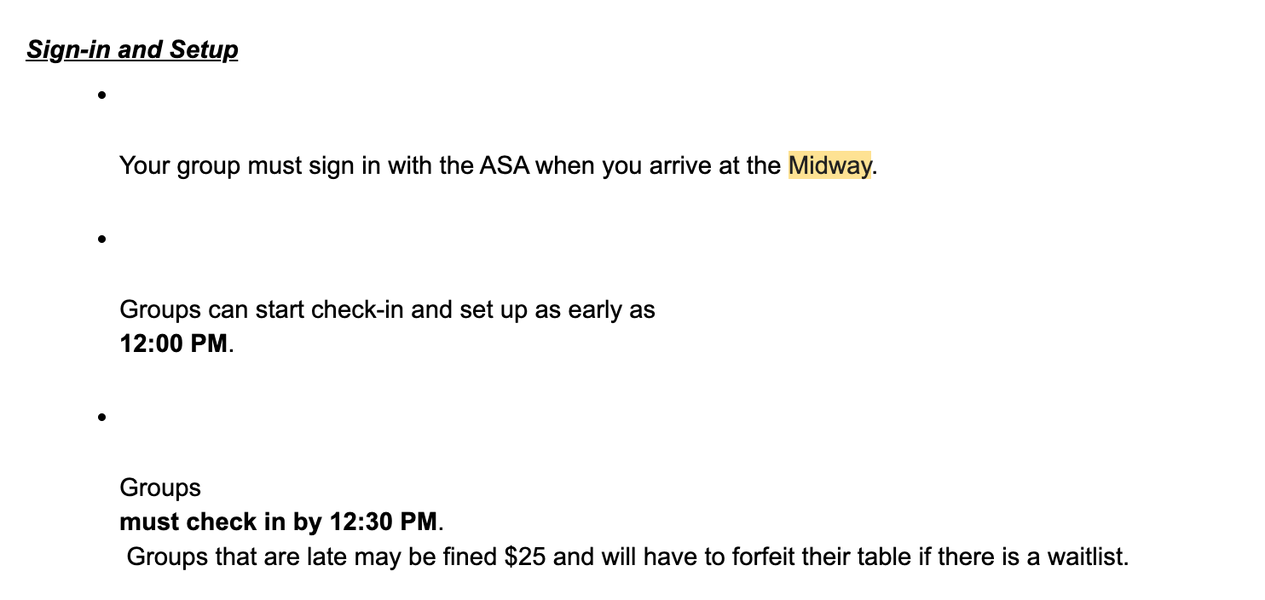 Sign-in and Setup
•
Your group must sign in with the ASA when you arrive at the Midway.
•
Groups can start check-in and set up as early as
12:00 PM.
•
Groups
must check in by 12:30 PM.
Groups that are late may be fined $25 and will have to forfeit their table if there is a waitlist.